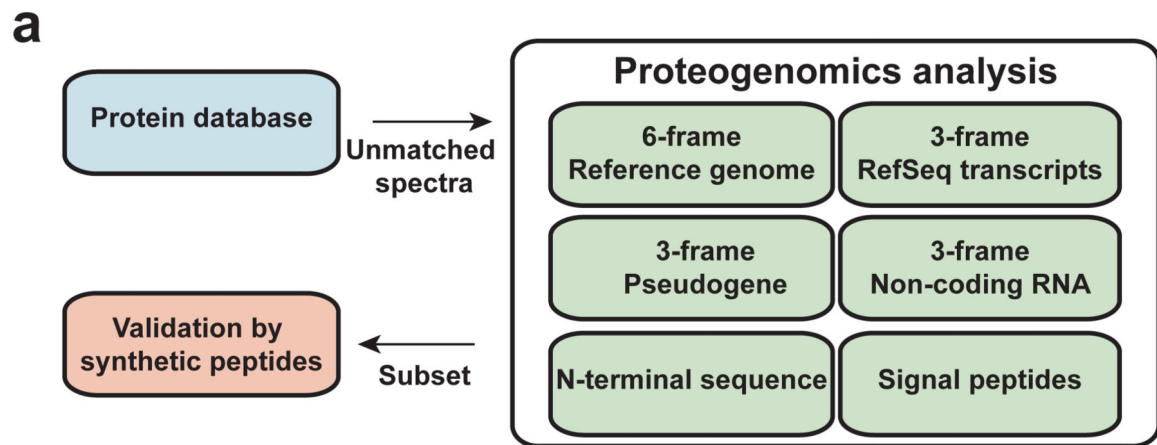 a
Protein database
Unmatched
spectra
Proteogenomics analysis
6-frame
Reference genome
3-frame
RefSeq transcripts
3-frame
Pseudogene
3-frame
Non-coding RNA
N-terminal sequence
Signal peptides
Subset
Validation by
synthetic peptides